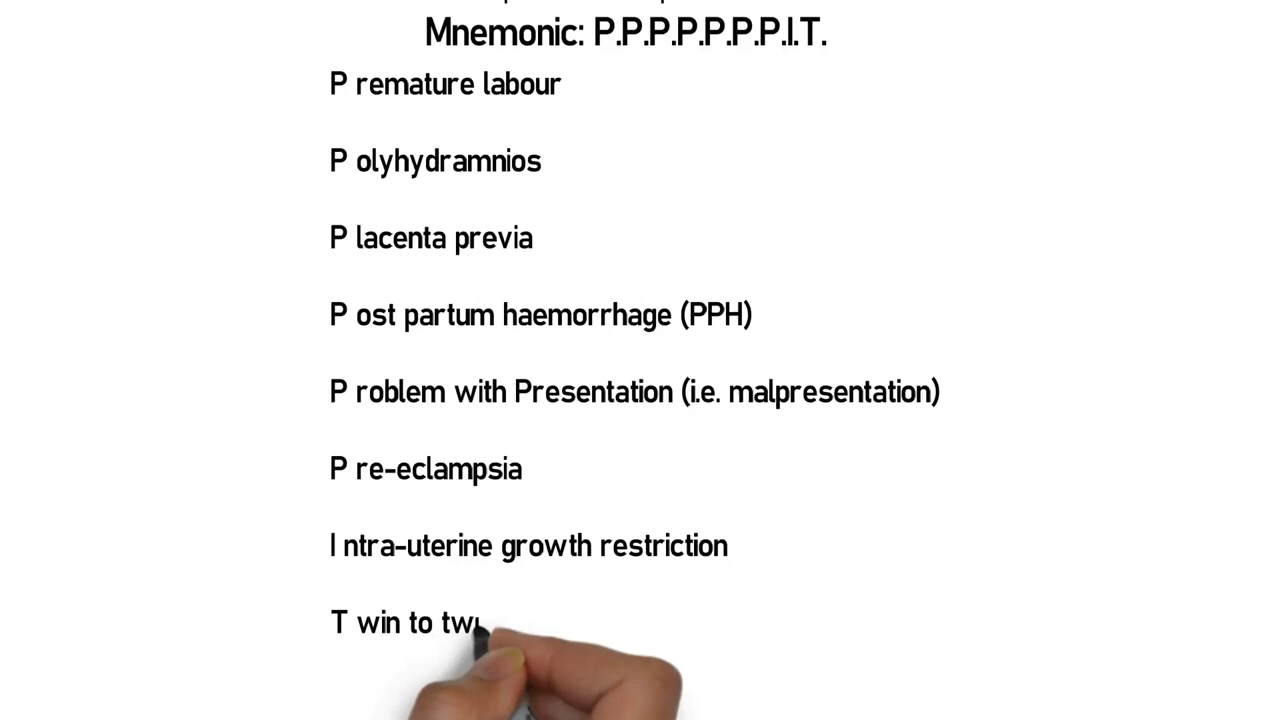 Mnemonic: P.P.P.P.P.P.P.I.T.
P remature labour
P olyhydramnios
P lacenta previa
P ost partum haemorrhage (PPH)
P roblem with Presentation (i.e. malpresentation)
P re-eclampsia
I ntra-uterine growth restriction
T win to